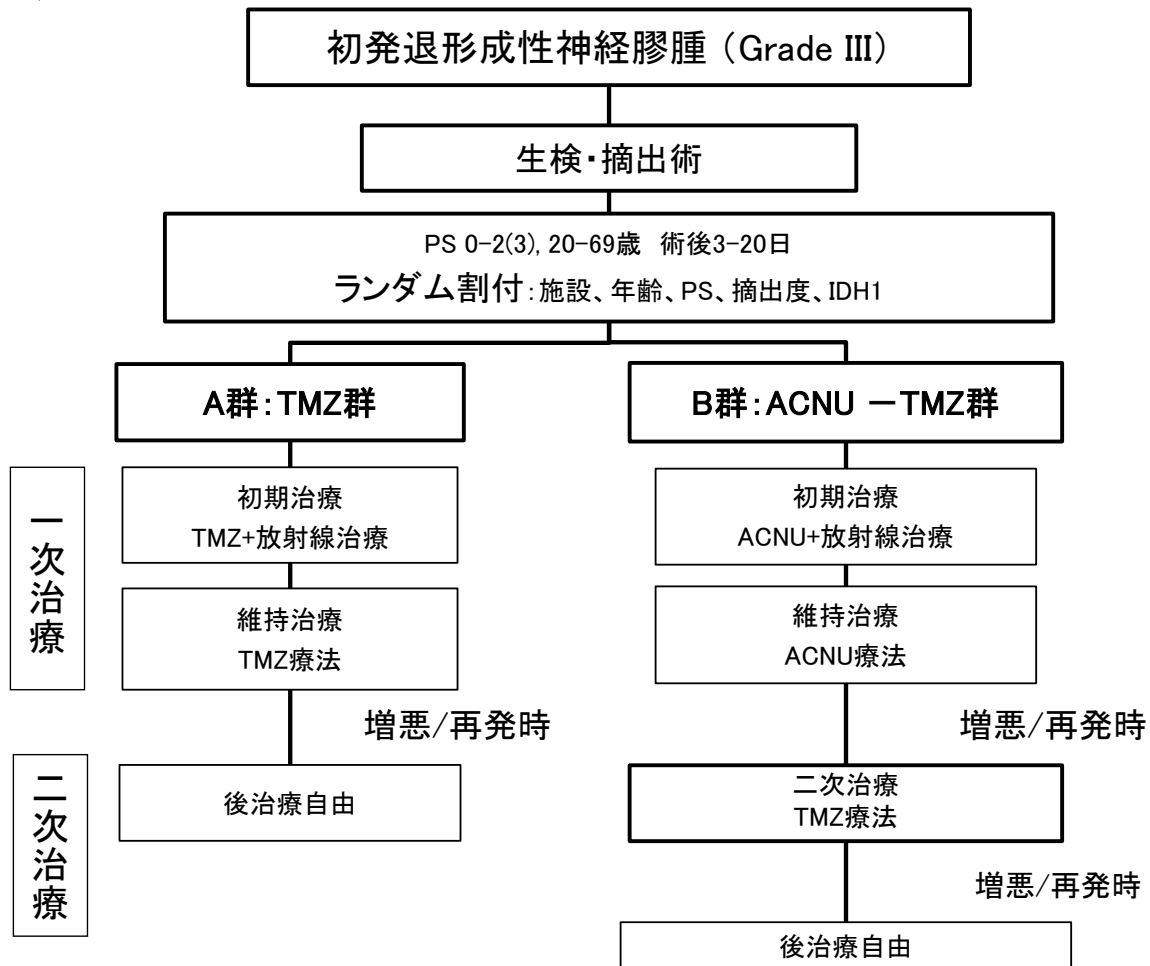 初発退形成性神経膠腫（Grade III）
生検・摘出術
PS 0-2(3), 20-69歳 術後3-20日
ランダム割付：施設、年齢、PS、摘出度、IDH1
A群：TMZ群
B群：ACNU －TMZ群
一次治療
初期治療
TMZ+放射線治療
初期治療
ACNU+放射線治療
維持治療
TMZ療法
維持治療
ACNU療法
増悪/再発時
増悪/再発時
二次治療
後治療自由
二次治療
TMZ療法
増悪/再発時
後治療自由